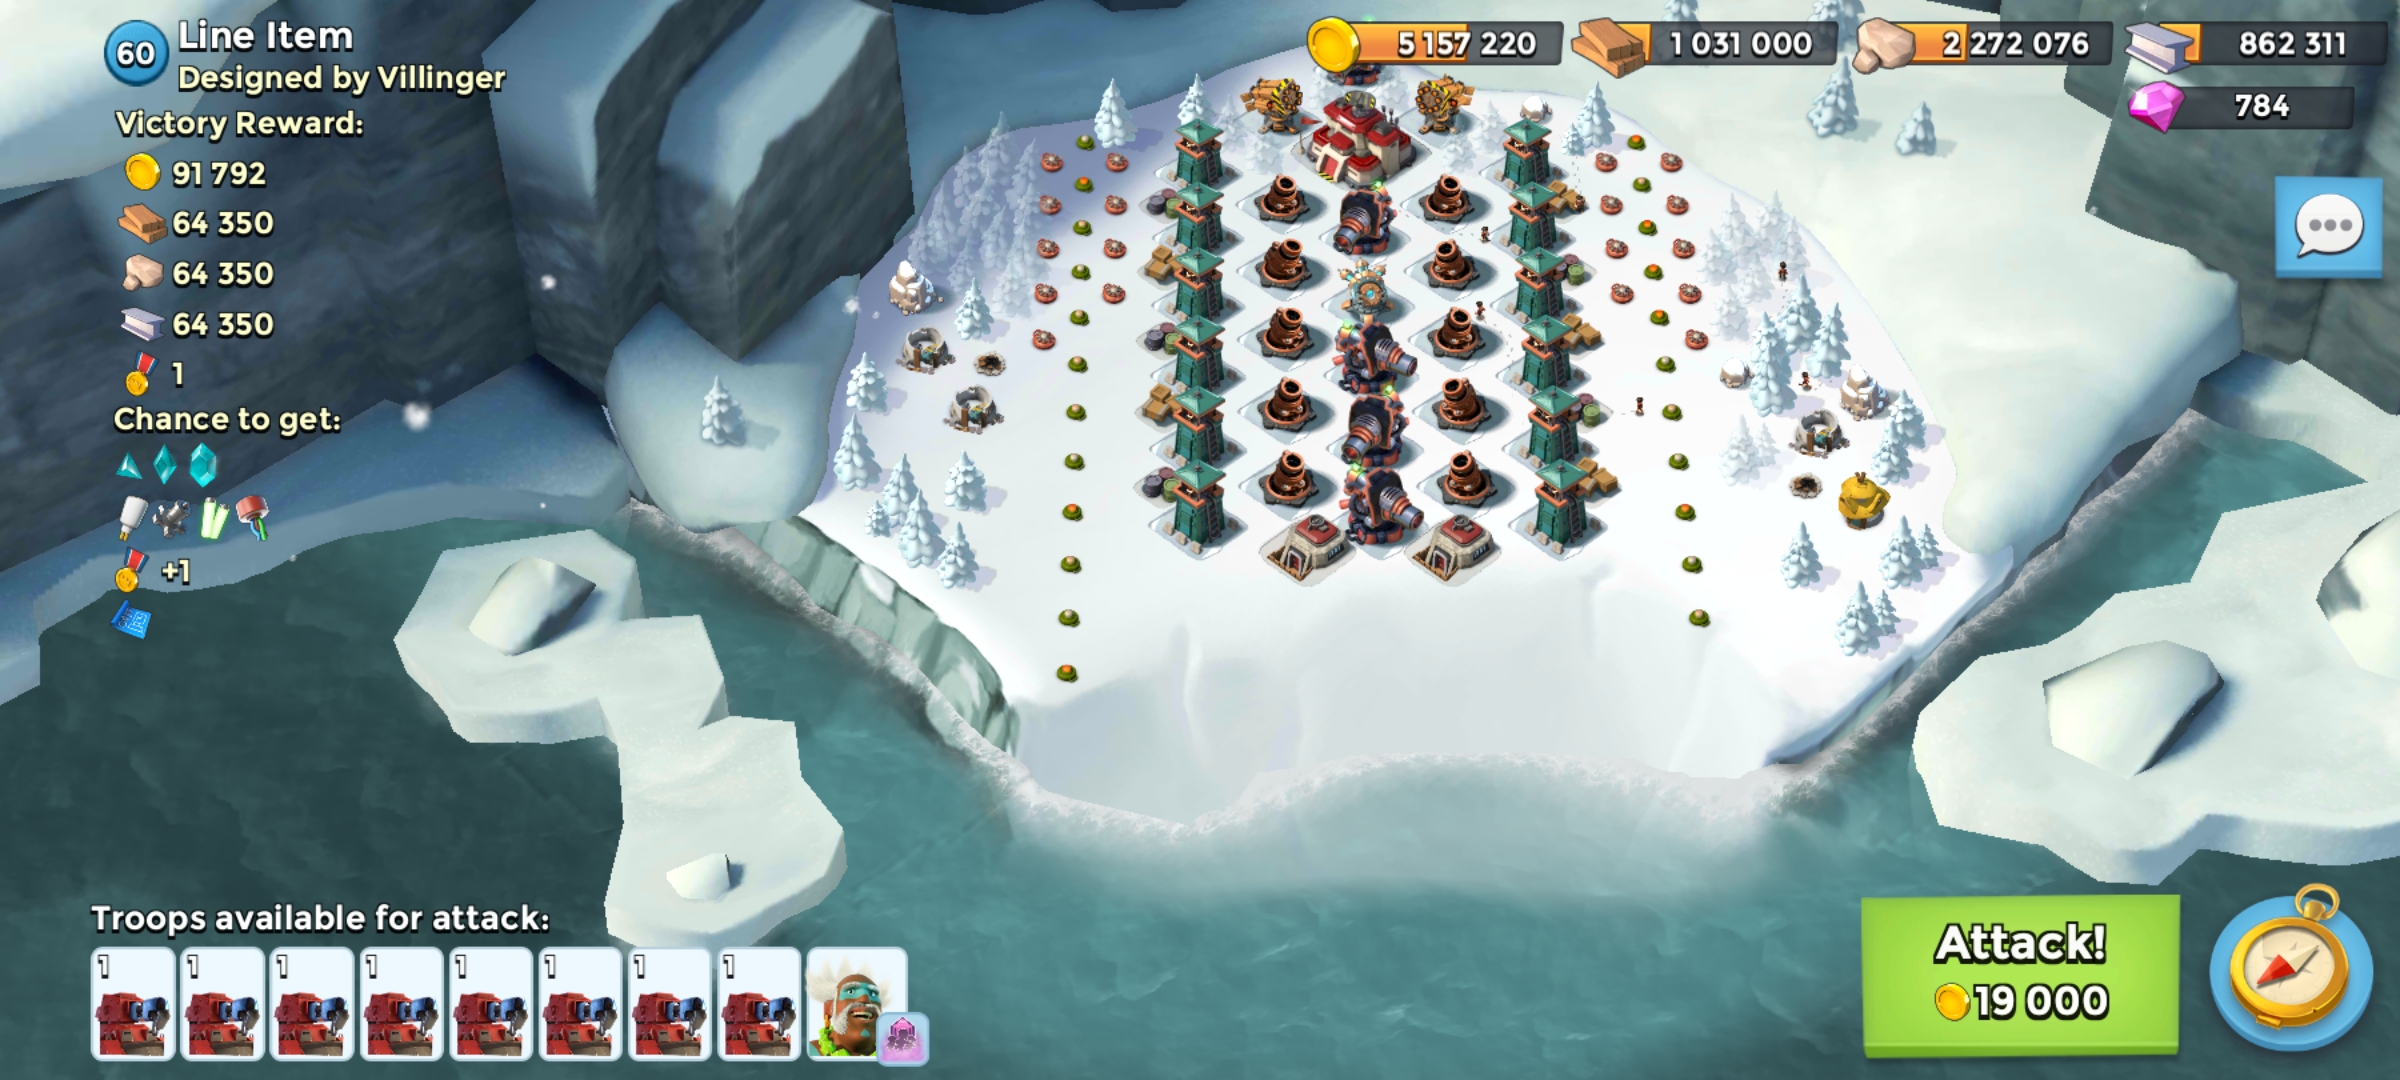 60
Line Item
Designed by Villinger
Victory Reward:
91 792
64 350
64 350
64 350
1
Chance to get:
+1
5 157 220
1 031 000
2 272 076
862 311
784
Troops available for attack:
1 1 1 1 1 1 1 1
Attack!
19 000